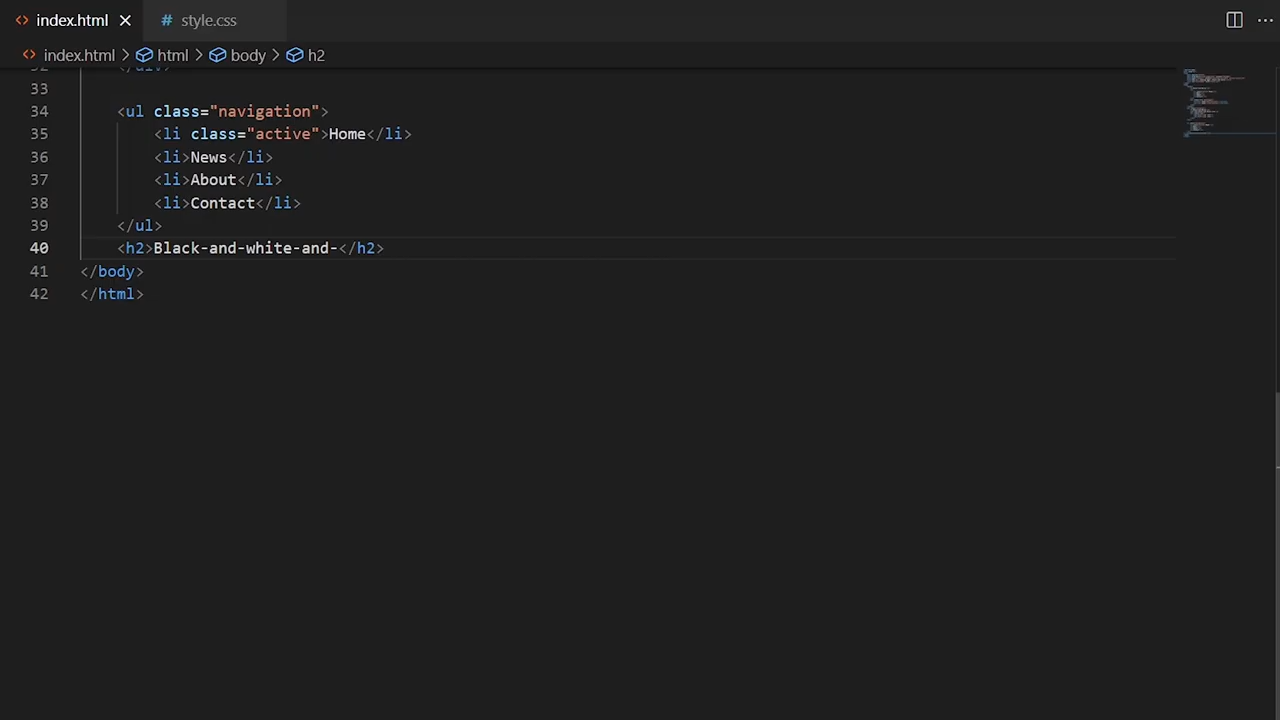 index.html
style.css
index.html > html > body > h2
32 </div>
33
34 <ul class="navigation">
35 <li class="active">Home</li>
36 <li>News</li>
37 <li>About</li>
38 <li>Contact</li>
39 </ul>
40 <h2>Black-and-white-and-</h2>
41 </body>
42 </html>